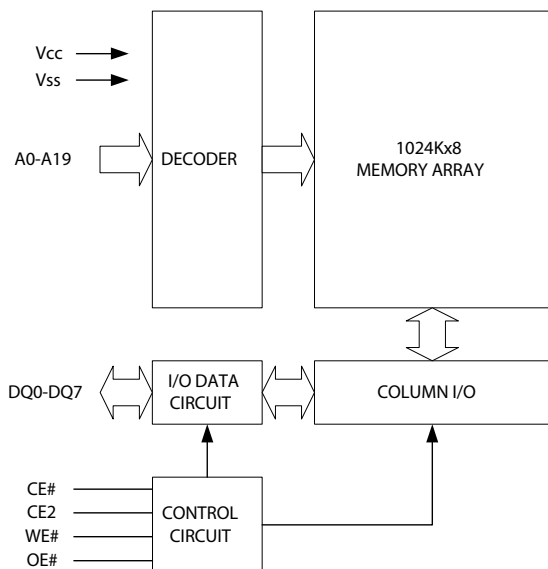 Vcc
Vss
A0-A19
DECODER
1024Kx8
MEMORY ARRAY
DQ0-DQ7
I/O DATA
CIRCUIT
COLUMN I/O
CE#
CE2
WE#
OE#
CONTROL
CIRCUIT